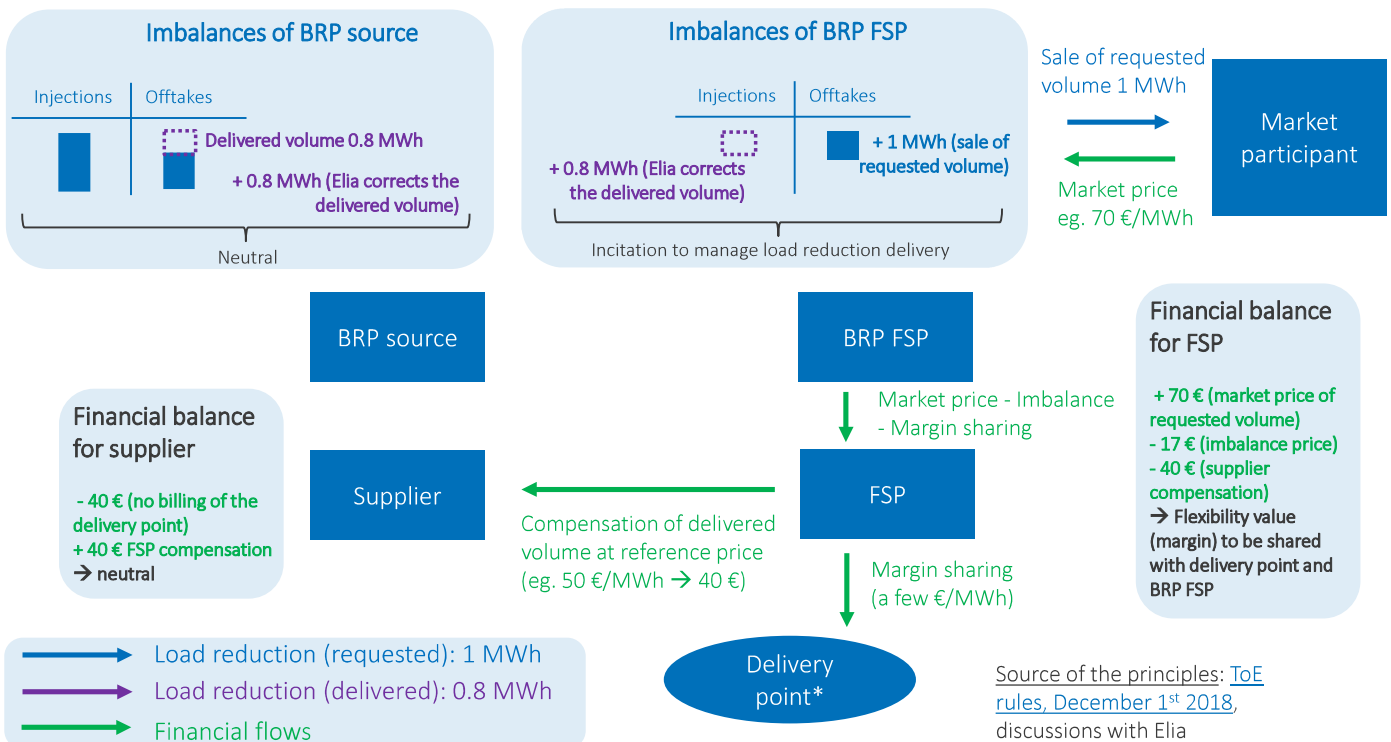 Imbalances of BRP source
Injections
Offtakes
Delivered volume 0.8 MWh
+ 0.8 MWh (Elia corrects the
delivered volume)
Neutral
Imbalances of BRP FSP
Injections
Offtakes
+ 0.8 MWh (Elia corrects
the delivered volume)
+ 1 MWh (sale of
requested volume)
Incitation to manage load reduction delivery
Sale of requested
volume 1 MWh
Market price
eg. 70 €/MWh
Market
participant
BRP source
BRP FSP
Financial balance
for FSP
+ 70 € (market price of
requested volume)
- 17 € (imbalance price)
- 40 € (supplier
compensation)
→ Flexibility value
(margin) to be shared
with delivery point and
BRP FSP
Market price - Imbalance
- Margin sharing
Financial balance
for supplier
- 40 € (no billing of the
delivery point)
+ 40 € FSP compensation
→ neutral
Supplier
FSP
Compensation of delivered
volume at reference price
(eg. 50 €/MWh → 40 €)
Margin sharing
(a few €/MWh)
Delivery
point*
Load reduction (requested): 1 MWh
Load reduction (delivered): 0.8 MWh
Financial flows
Source of the principles: ToE
rules, December 1st 2018,
discussions with Elia